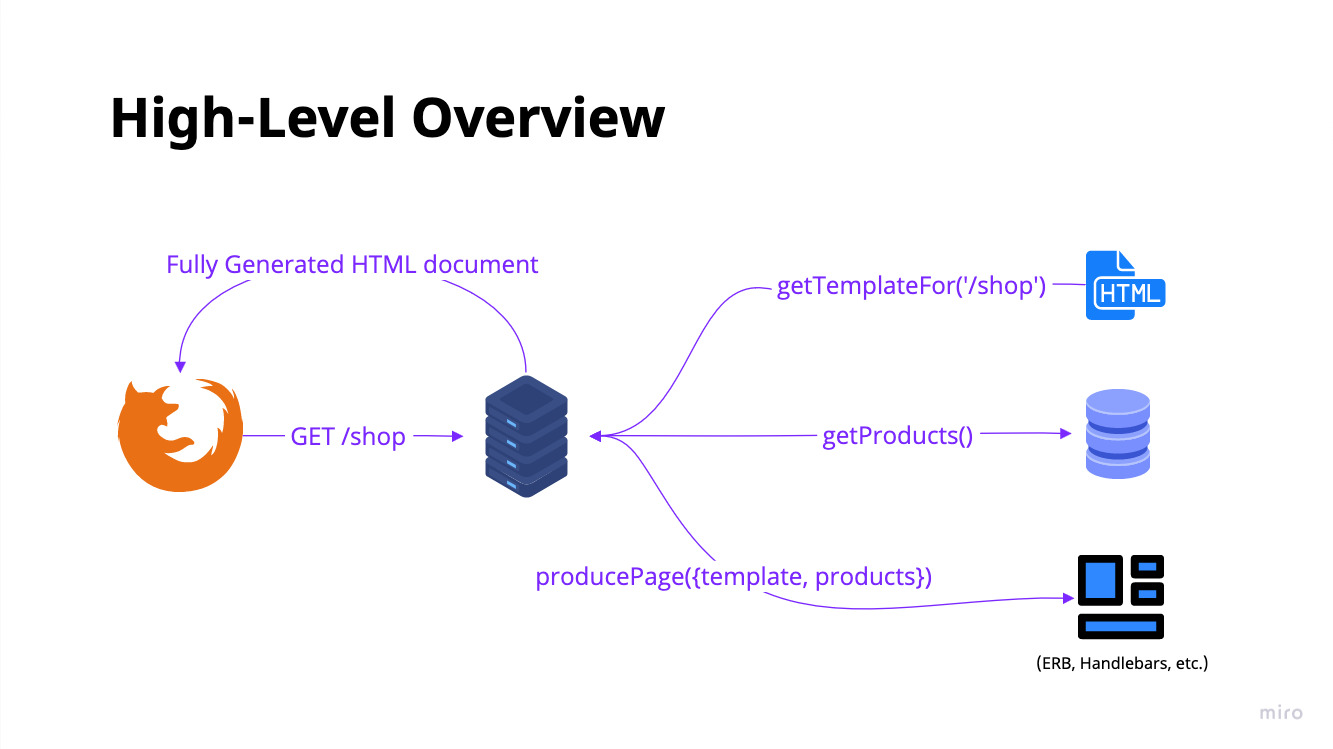 High-Level Overview
Fully Generated HTML document
getTemplateFor('/shop')
HTML
GET /shop
getProducts()
producePage({template, products})
(ERB, Handlebars, etc.)
miro